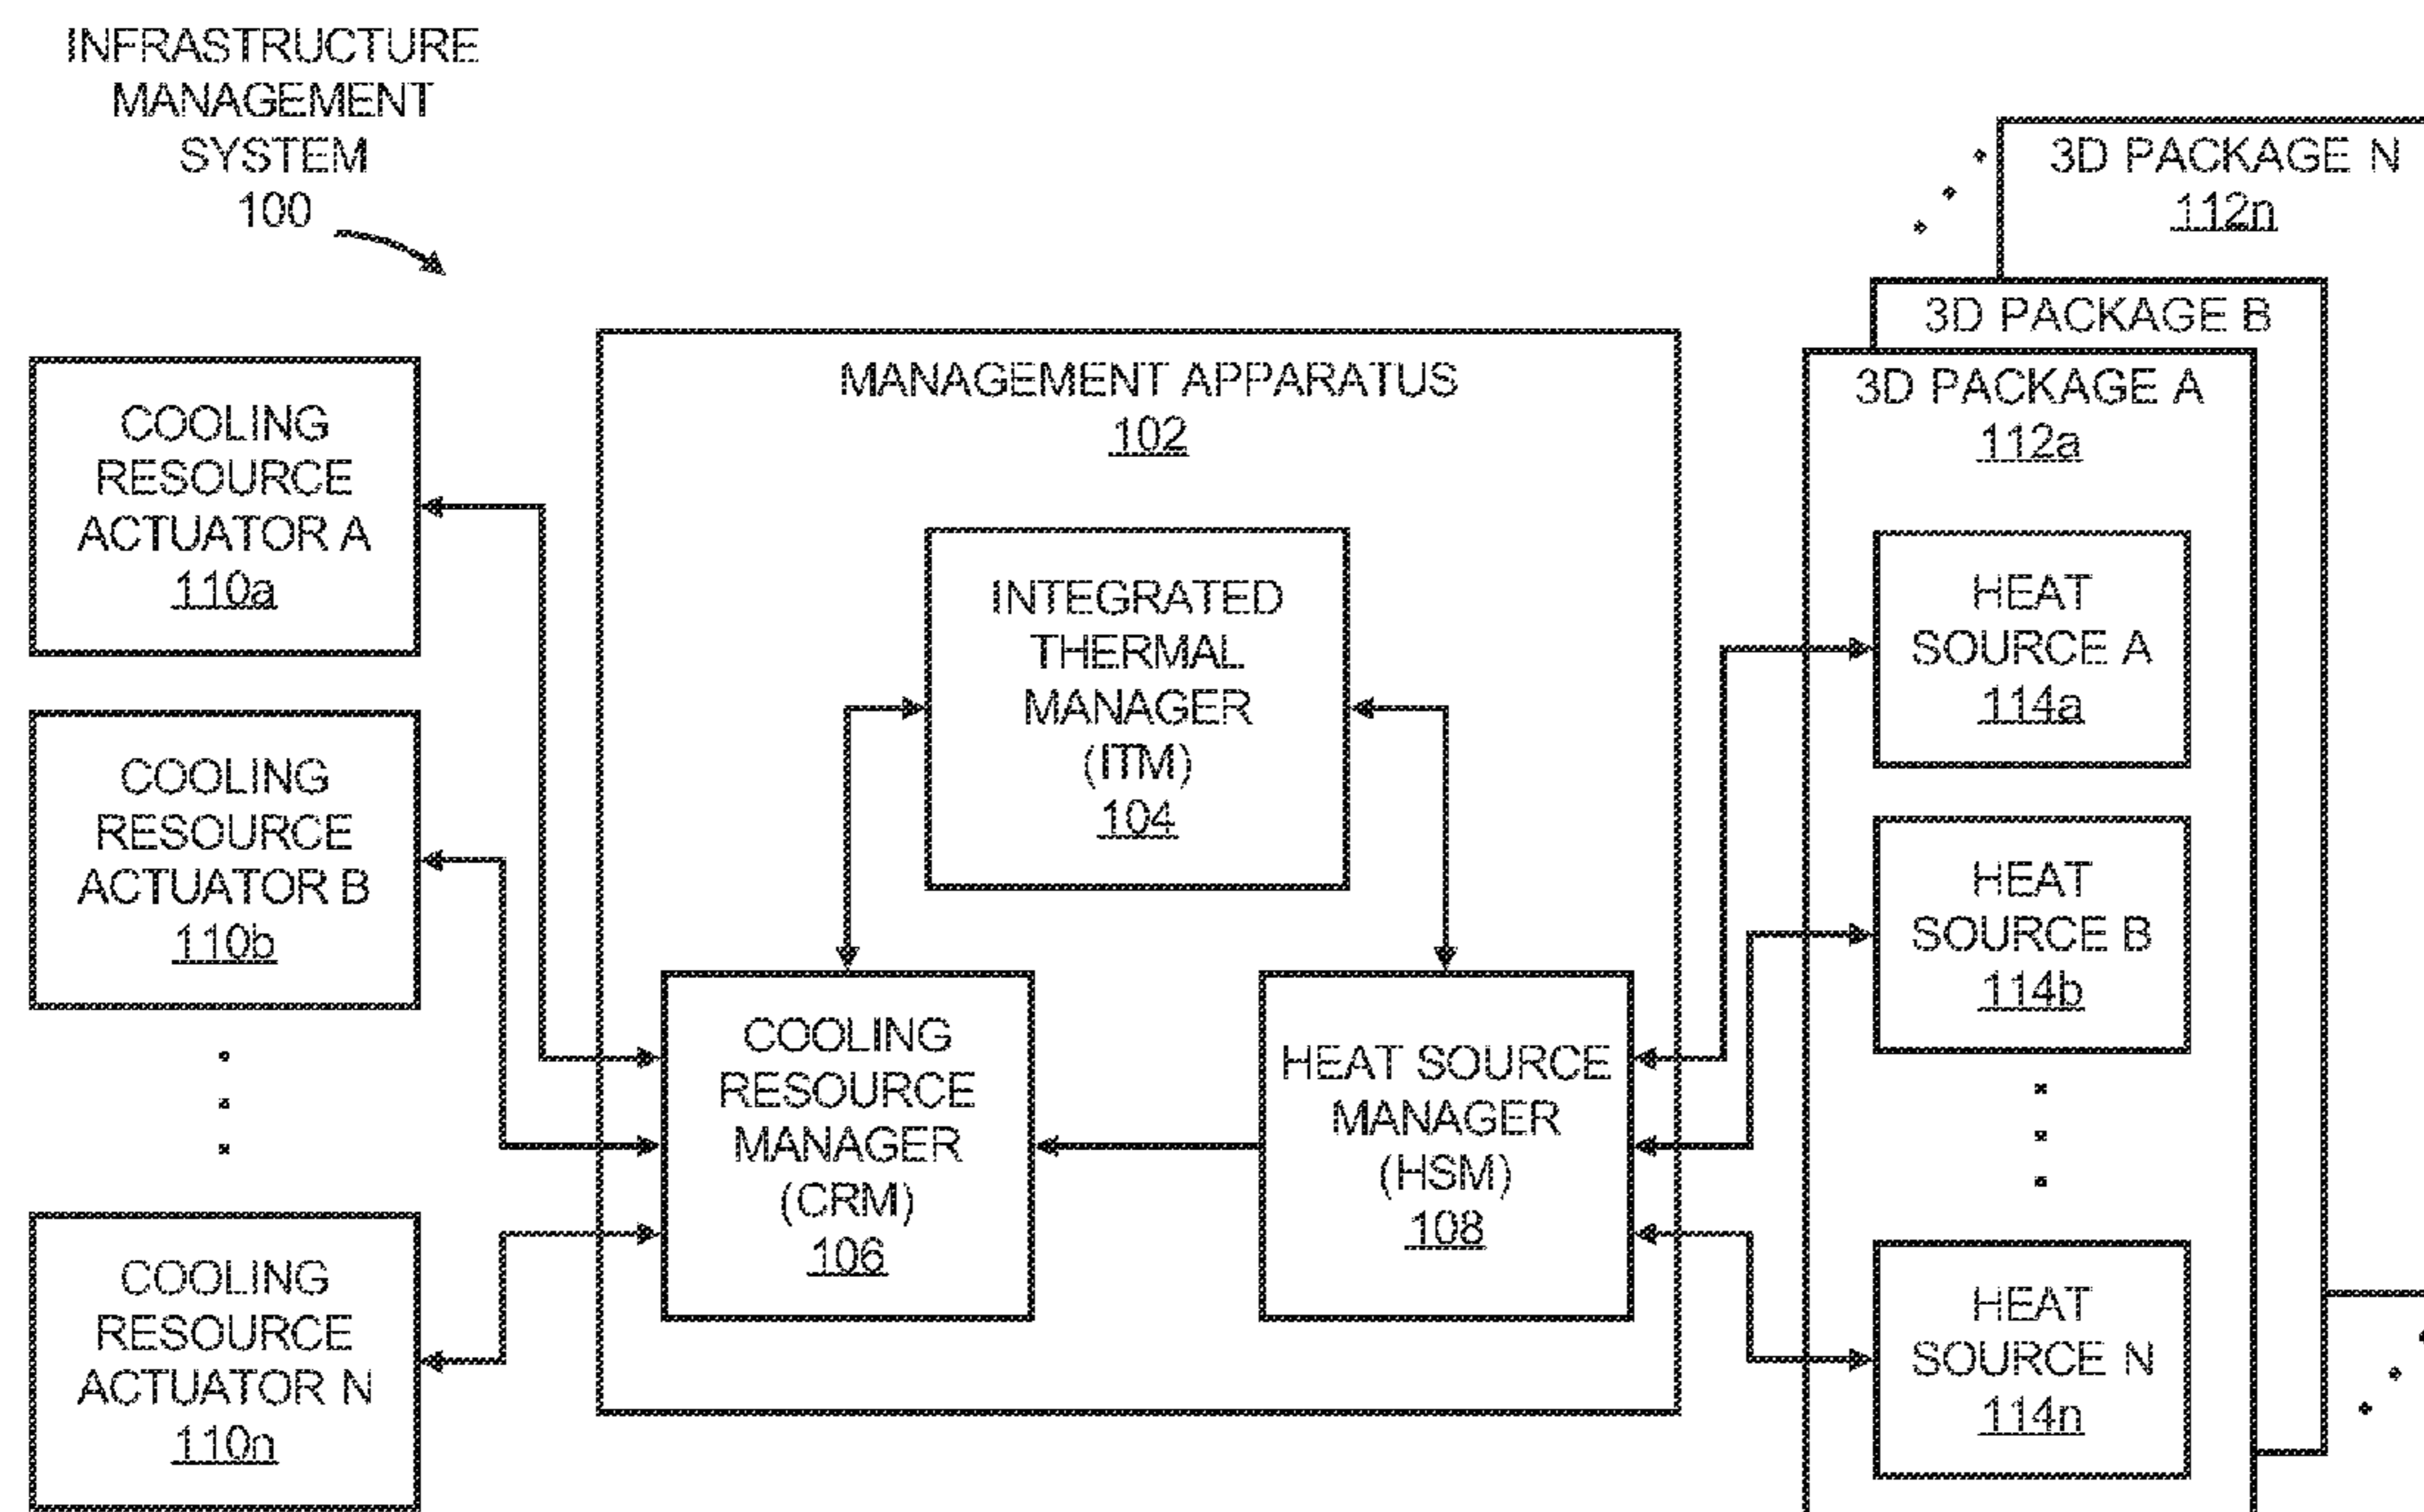 INFRASTRUCTURE
MANAGEMENT
SYSTEM
100
COOLING
RESOURCE
ACTUATOR A
110a
COOLING
RESOURCE
ACTUATOR B
110b
COOLING
RESOURCE
ACTUATOR N
110n
MANAGEMENT APPARATUS
102
INTEGRATED
THERMAL
MANAGER
(ITM)
104
COOLING
RESOURCE
MANAGER
(CRM)
106
HEAT SOURCE
MANAGER
(HSM)
108
3D PACKAGE N
112n
3D PACKAGE B
3D PACKAGE A
112a
HEAT
SOURCE A
114a
HEAT
SOURCE B
114b
HEAT
SOURCE N
114n